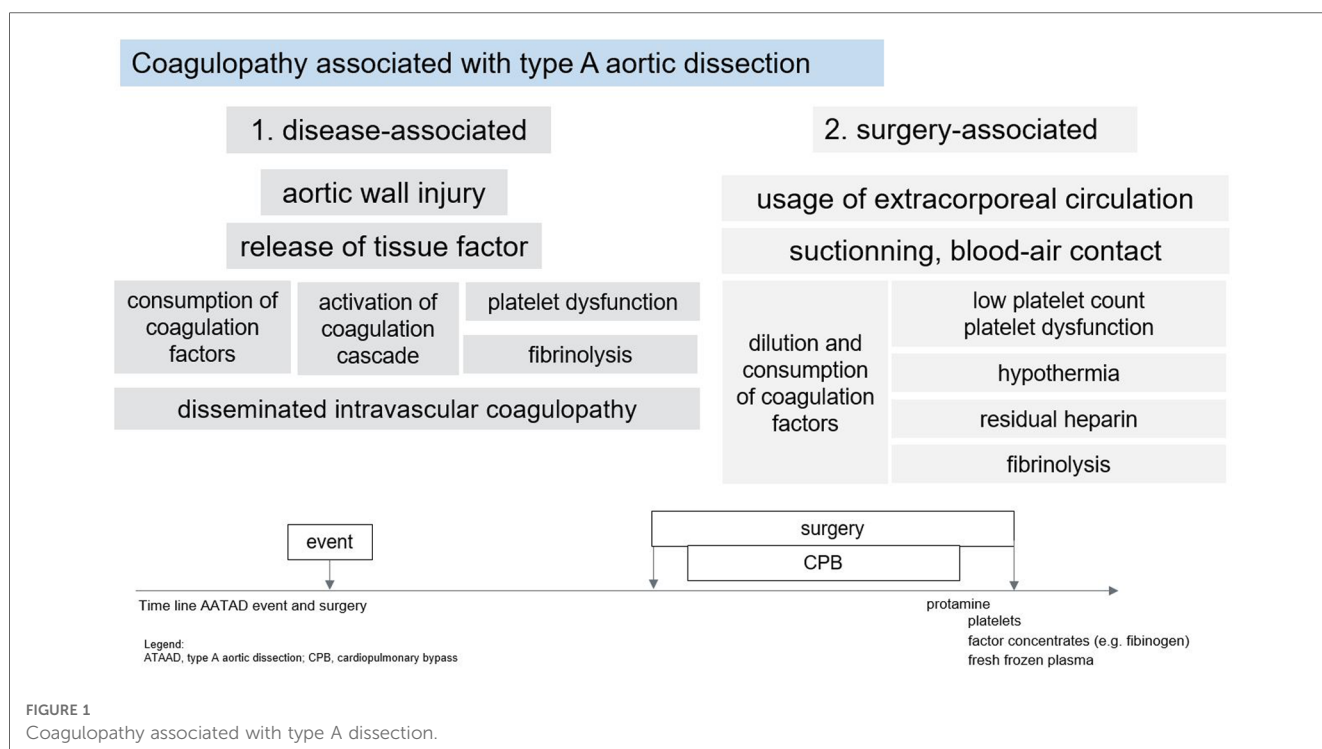 Coagulopathy associated with type A aortic dissection
1. disease-associated
aortic wall injury
release of tissue factor
consumption of
coagulation
factors
activation of
coagulation
cascade
platelet dysfunction
fibrinolysis
disseminated intravascular coagulopathy
2. surgery-associated
usage of extracorporeal circulation
suctionning, blood-air contact
dilution and
consumption
of coagulation
factors
low platelet count
platelet dysfunction
hypothermia
residual heparin
fibrinolysis
event
surgery
CPB
Time line AATAD event and surgery
protamine
platelets
factor concentrates (e.g. fibinogen)
fresh frozen plasma
Legend:
ATAAD, type A aortic dissection; CPB, cardiopulmonary bypass
FIGURE 1
Coagulopathy associated with type A dissection.